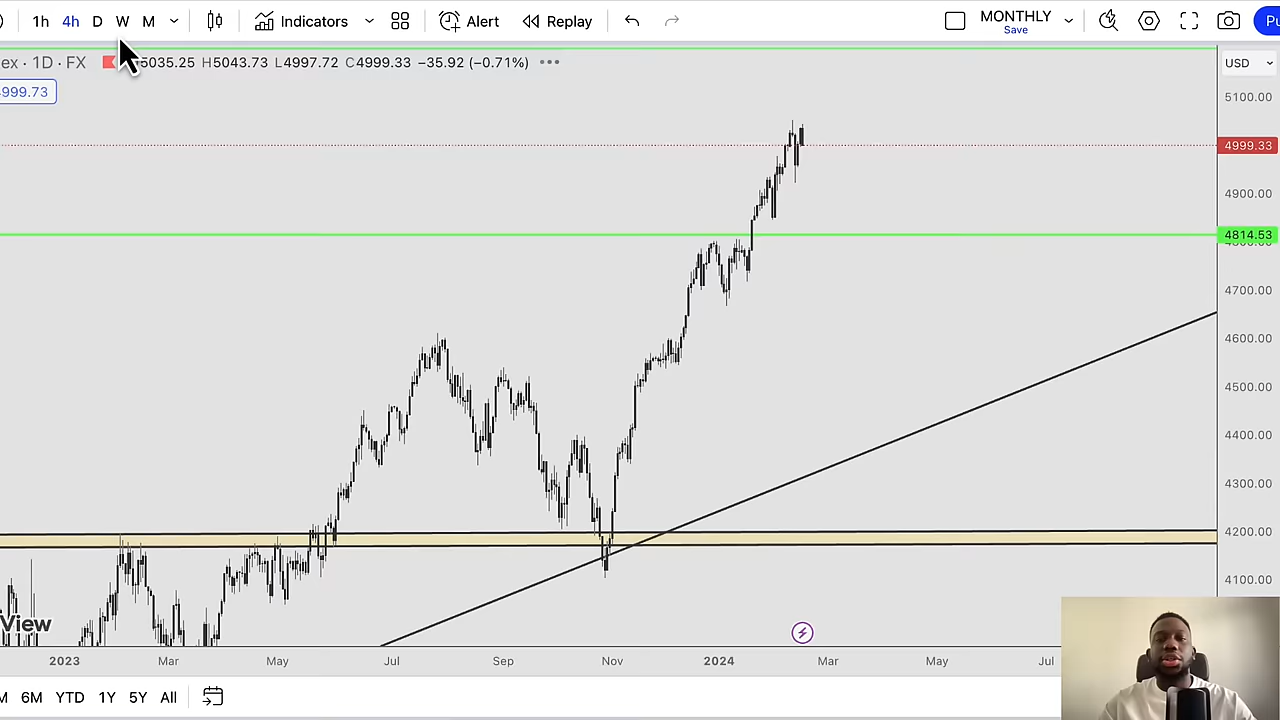 1h 4h D W M Indicators Alert Replay MONTHLY
Save
ex · 1D · FX 5035.25 H5043.73 L4997.72 C4999.33 −35.92 (−0.71%) USD
999.73
5100.00
4999.33
4900.00
4814.53
4700.00
4600.00
4500.00
4400.00
4300.00
4200.00
4100.00
View
2023 Mar May Jul Sep Nov 2024 Mar May Jul
M 6M YTD 1Y 5Y All